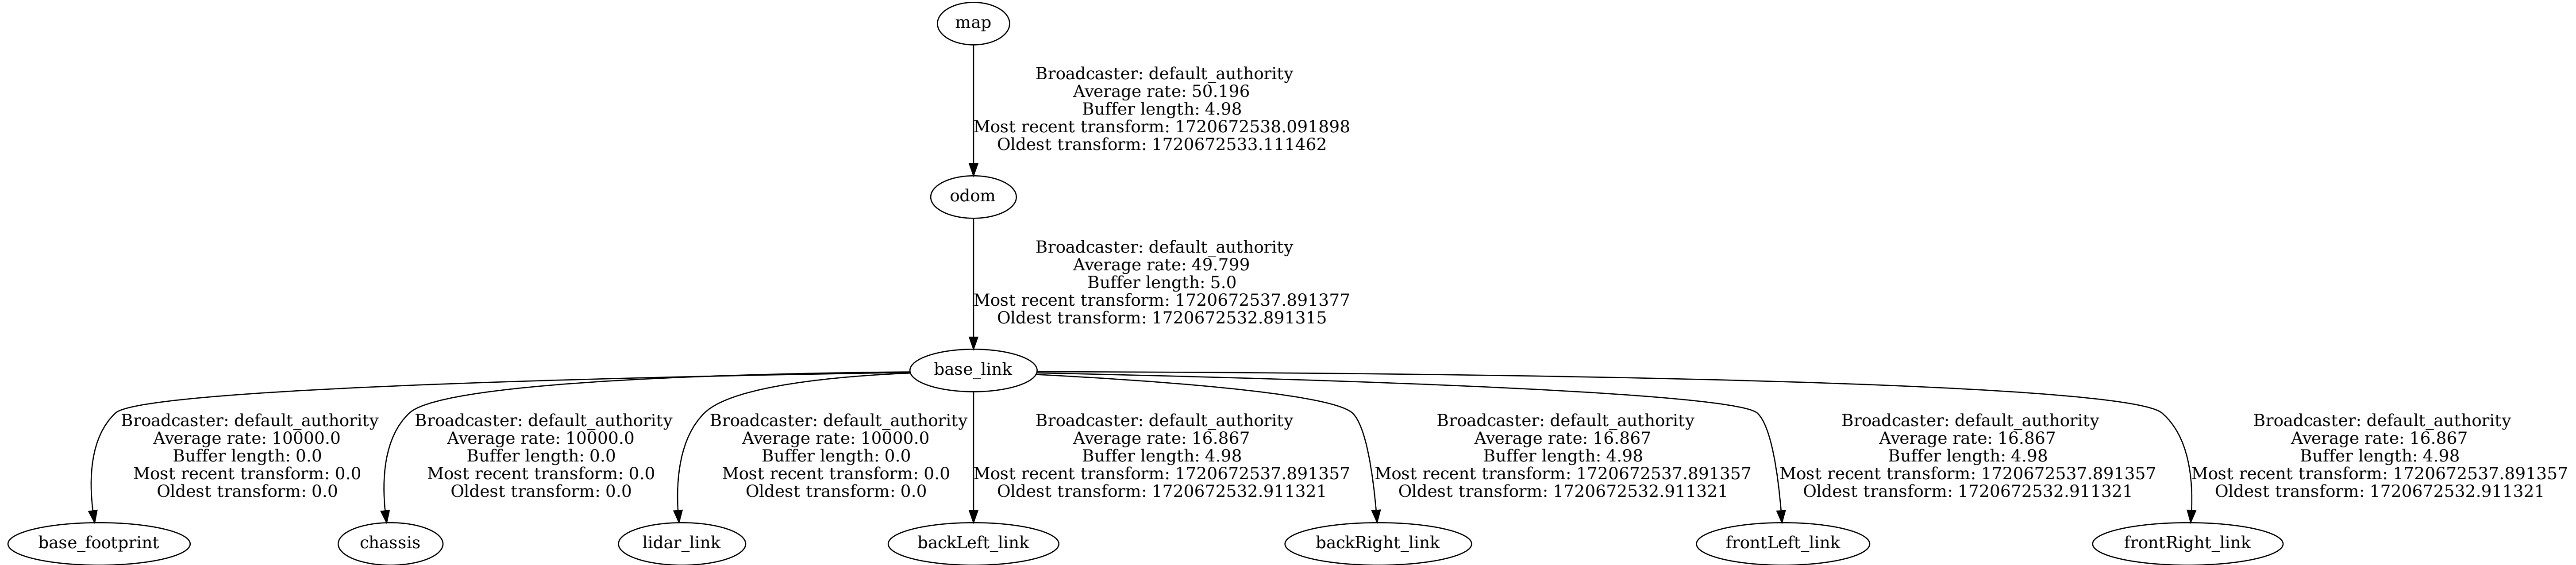 map
Broadcaster: default_authority
Average rate: 50.196
Buffer length: 4.98
Most recent transform: 1720672538.091898
Oldest transform: 1720672533.111462
odom
Broadcaster: default_authority
Average rate: 49.799
Buffer length: 5.0
Most recent transform: 1720672537.891377
Oldest transform: 1720672532.891315
base_link
Broadcaster: default_authority
Average rate: 10000.0
Buffer length: 0.0
Most recent transform: 0.0
Oldest transform: 0.0
Broadcaster: default_authority
Average rate: 10000.0
Buffer length: 0.0
Most recent transform: 0.0
Oldest transform: 0.0
Broadcaster: default_authority
Average rate: 10000.0
Buffer length: 0.0
Most recent transform: 0.0
Oldest transform: 0.0
Broadcaster: default_authority
Average rate: 16.867
Buffer length: 4.98
Most recent transform: 1720672537.891357
Oldest transform: 1720672532.911321
Broadcaster: default_authority
Average rate: 16.867
Buffer length: 4.98
Most recent transform: 1720672537.891357
Oldest transform: 1720672532.911321
Broadcaster: default_authority
Average rate: 16.867
Buffer length: 4.98
Most recent transform: 1720672537.891357
Oldest transform: 1720672532.911321
Broadcaster: default_authority
Average rate: 16.867
Buffer length: 4.98
Most recent transform: 1720672537.891357
Oldest transform: 1720672532.911321
base_footprint
chassis
lidar_link
backLeft_link
backRight_link
frontLeft_link
frontRight_link